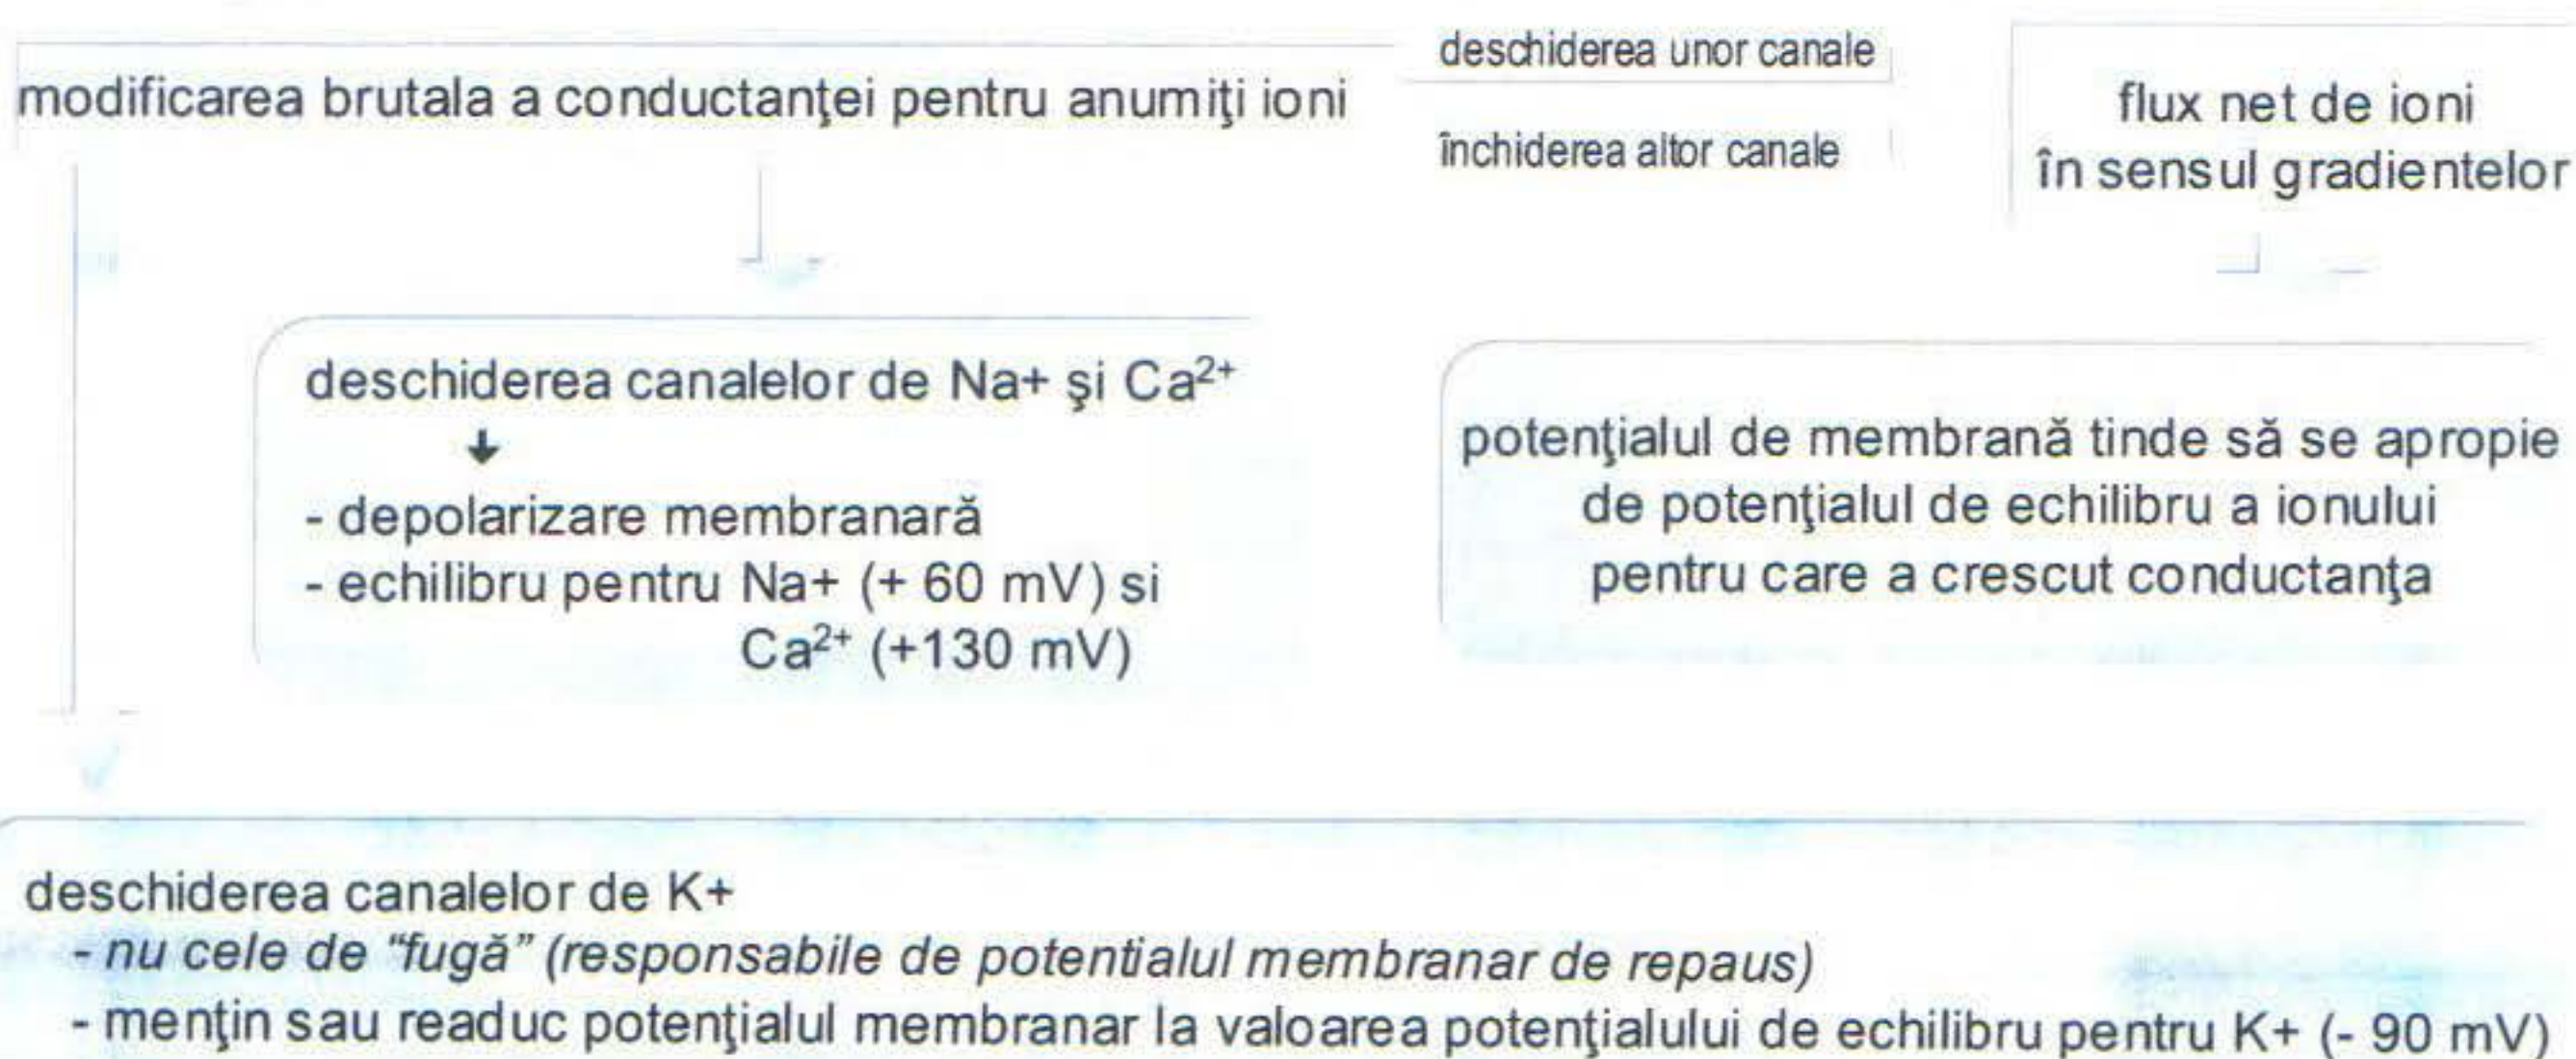 modificarea brutala a conductanţei pentru anumiţi ioni
deschiderea unor canale
închiderea altor canale
flux net de ioni
în sensul gradientelor
deschiderea canalelor de Na+ şi Ca²⁺
- depolarizare membranară
- echilibru pentru Na+ (+ 60 mV) si
Ca²⁺ (+130 mV)
potenţialul de membrană tinde să se apropie
de potenţialul de echilibru a ionului
pentru care a crescut conductanţa
deschiderea canalelor de K+
- nu cele de “fugă” (responsabile de potentialul membranar de repaus)
- menţin sau readuc potenţialul membranar la valoarea potenţialului de echilibru pentru K+ (- 90 mV)